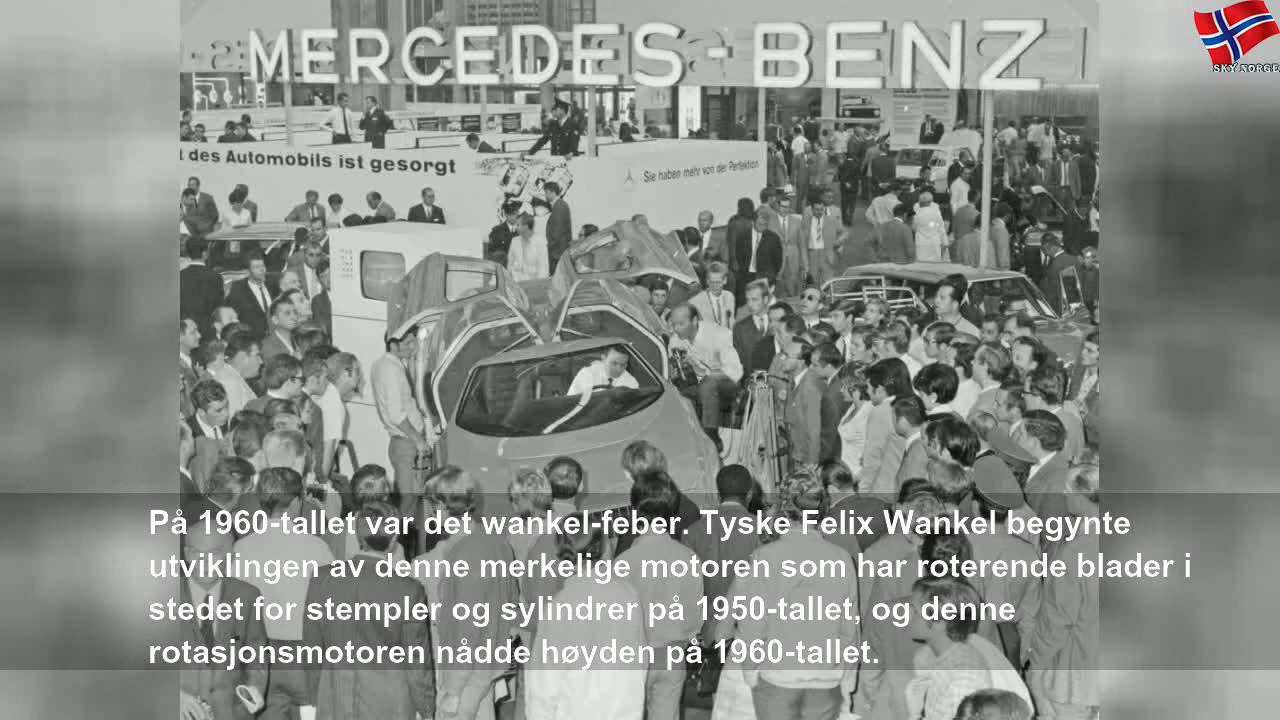 MERCEDES-BENZ
SKY NORGE
t des Automobils ist gesorgt
Sie haben mehr von der Perfektion
På 1960-tallet var det wankel-feber. Tyske Felix Wankel begynte
utviklingen av denne merkelige motoren som har roterende blader i
stedet for stempler og sylindrer på 1950-tallet, og denne
rotasjonsmotoren nådde høyden på 1960-tallet.